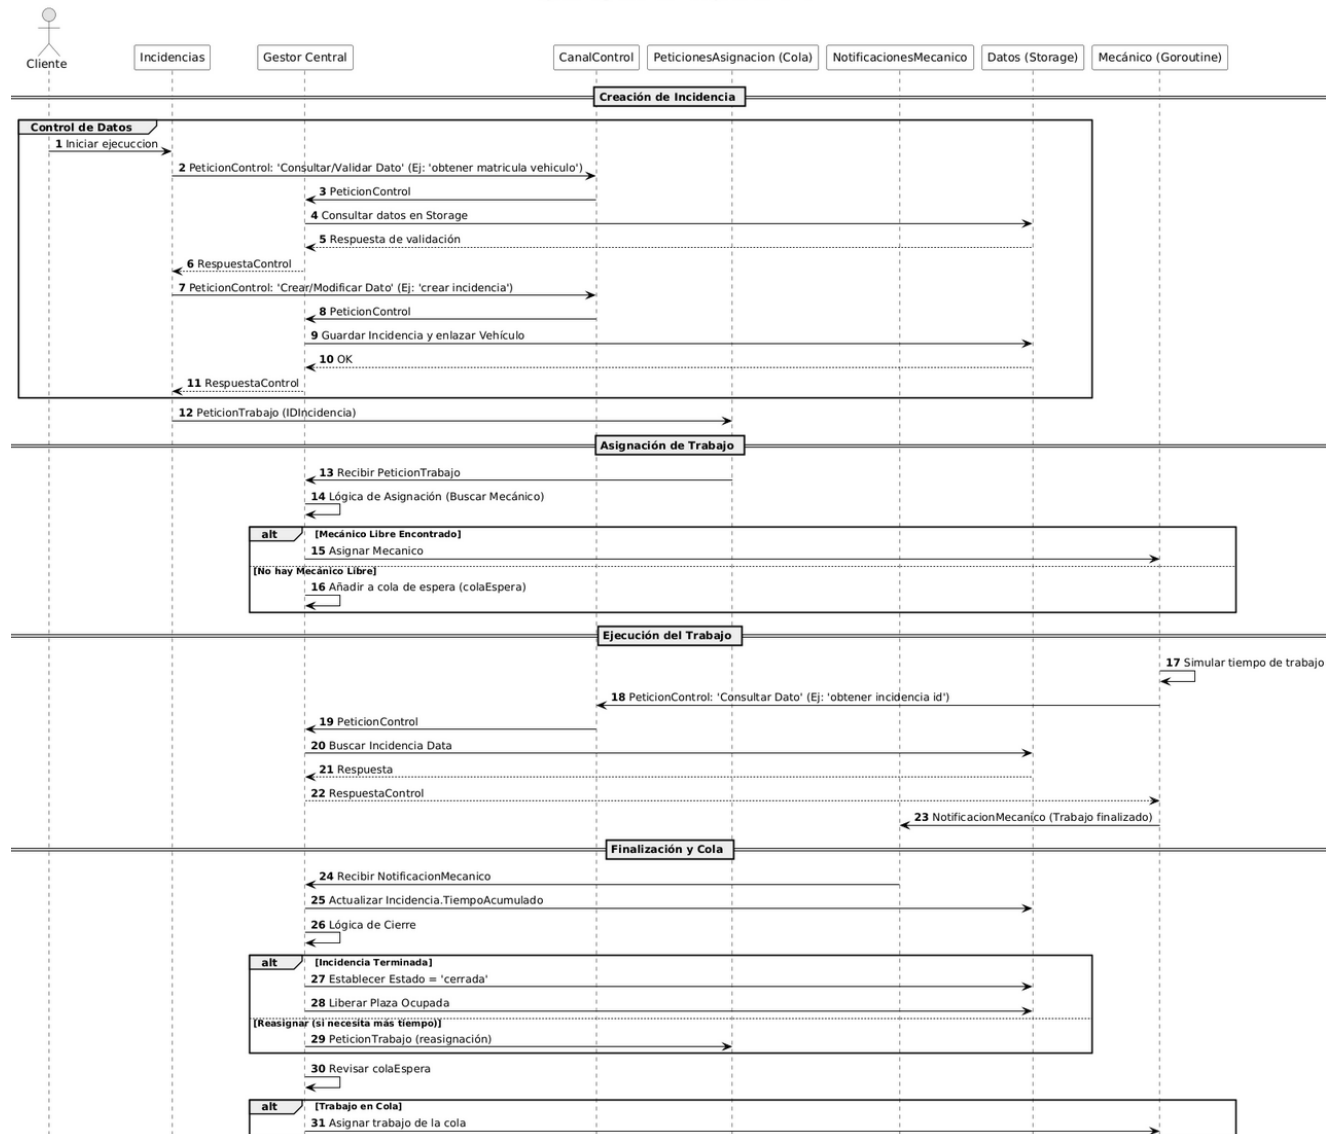 Cliente
Incidencias
Gestor Central
CanalControl
PeticionesAsignacion (Cola)
NotificacionesMecanico
Datos (Storage)
Mecánico (Goroutine)
Creación de Incidencia
Control de Datos
1 Iniciar ejecuccion
2 PeticionControl: 'Consultar/Validar Dato' (Ej: 'obtener matricula vehiculo')
3 PeticionControl
4 Consultar datos en Storage
5 Respuesta de validación
6 RespuestaControl
7 PeticionControl: 'Crear/Modificar Dato' (Ej: 'crear incidencia')
8 PeticionControl
9 Guardar Incidencia y enlazar Vehículo
10 OK
11 RespuestaControl
12 PeticionTrabajo (IDIncidencia)
Asignación de Trabajo
13 Recibir PeticionTrabajo
14 Lógica de Asignación (Buscar Mecánico)
alt [Mecánico Libre Encontrado]
15 Asignar Mecanico
[No hay Mecánico Libre]
16 Añadir a cola de espera (colaEspera)
Ejecución del Trabajo
17 Simular tiempo de trabajo
18 PeticionControl: 'Consultar Dato' (Ej: 'obtener incidencia id')
19 PeticionControl
20 Buscar Incidencia Data
21 Respuesta
22 RespuestaControl
23 NotificacionMecanico (Trabajo finalizado)
Finalización y Cola
24 Recibir NotificacionMecanico
25 Actualizar Incidencia.TiempoAcumulado
26 Lógica de Cierre
alt [Incidencia Terminada]
27 Establecer Estado = 'cerrada'
28 Liberar Plaza Ocupada
[Reasignar (si necesita más tiempo)]
29 PeticionTrabajo (reasignación)
30 Revisar colaEspera
alt [Trabajo en Cola]
31 Asignar trabajo de la cola